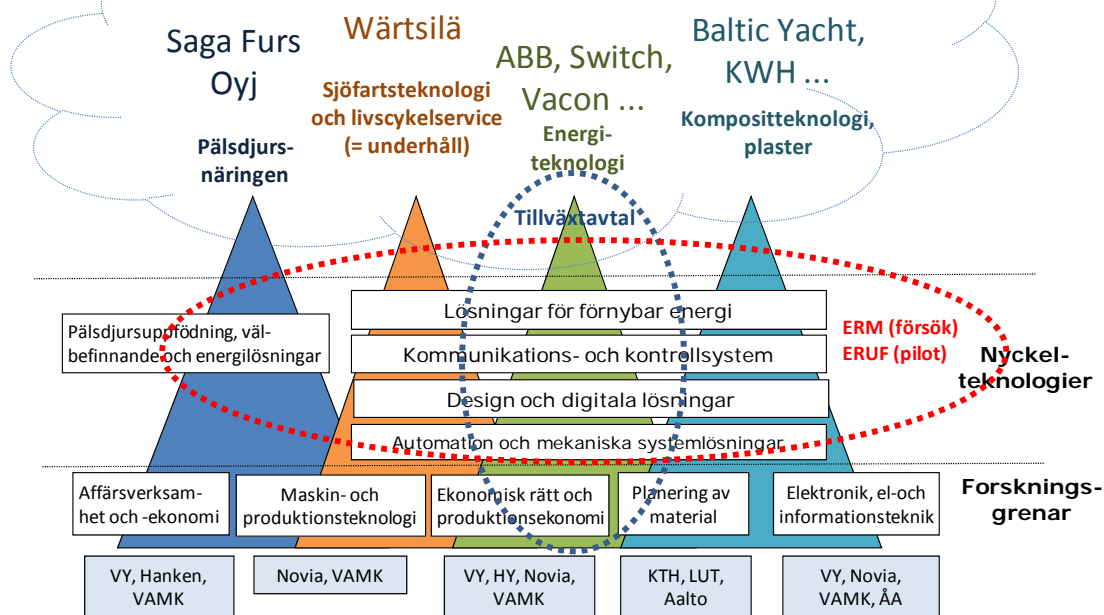 Saga Furs
Oyj
Pälsdjurs-
näringen
Wärtsilä
Sjöfartsteknologi
och livscykelservice
(= underhåll)
ABB, Switch,
Vacon ...
Energi-
teknologi
Baltic Yacht,
KWH ...
Kompositteknologi,
plaster
Tillväxtavtal
Pälsdjursuppfödning, väl-
befinnande och energilösningar
Lösningar för förnybar energi
Kommunikations- och kontrollsystem
Design och digitala lösningar
Automation och mekaniska systemlösningar
ERM (försök)
ERUF (pilot)
Nyckel-
teknologier
Affärsverksam-
het och -ekonomi
Maskin- och
produktionsteknologi
Ekonomisk rätt och
produktionsekonomi
Planering av
material
Elektronik, el-och
informationsteknik
Forsknings-
grenar
VY, Hanken,
VAMK
Novia, VAMK
VY, HY, Novia,
VAMK
KTH, LUT,
Aalto
VY, Novia,
VAMK, ÅA